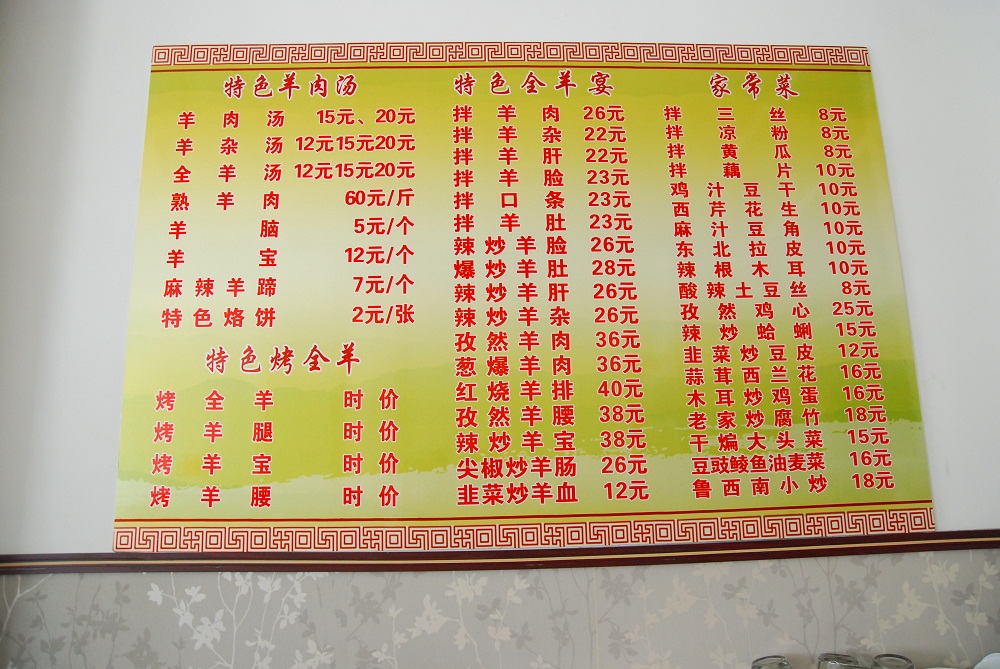 特色羊肉汤
羊肉汤 15元、20元
羊杂汤 12元15元20元
全羊汤 12元15元20元
熟羊肉 60元/斤
羊脑 5元/个
羊宝 12元/个
麻辣羊蹄 7元/个
特色烙饼 2元/张
特色烤全羊
烤全羊 时价
烤羊腿 时价
烤羊宝 时价
烤羊腰 时价
特色全羊宴
拌羊肉 26元
拌羊杂 22元
拌羊肝 22元
拌羊脸 23元
拌口条 23元
拌羊肚 23元
辣炒羊脸 26元
爆炒羊肚 28元
辣炒羊肝 26元
辣炒羊杂 26元
孜然羊肉 36元
葱爆羊肉 36元
红烧羊排 40元
孜然羊腰 38元
辣炒羊宝 38元
尖椒炒羊肠 26元
韭菜炒羊血 12元
家常菜
拌三丝 8元
拌凉粉 8元
拌黄瓜 8元
拌藕片 10元
鸡汁豆干 10元
西芹花生 10元
麻汁豆角 10元
东北拉皮 10元
辣根木耳 10元
酸辣土豆丝 8元
孜然鸡心 25元
辣炒蛤蜊 15元
韭菜炒豆皮 12元
蒜茸西兰花 16元
木耳炒鸡蛋 16元
老家炒腐竹 18元
干煸大头菜 15元
豆豉鲮鱼油麦菜 16元
鲁西南小炒 18元